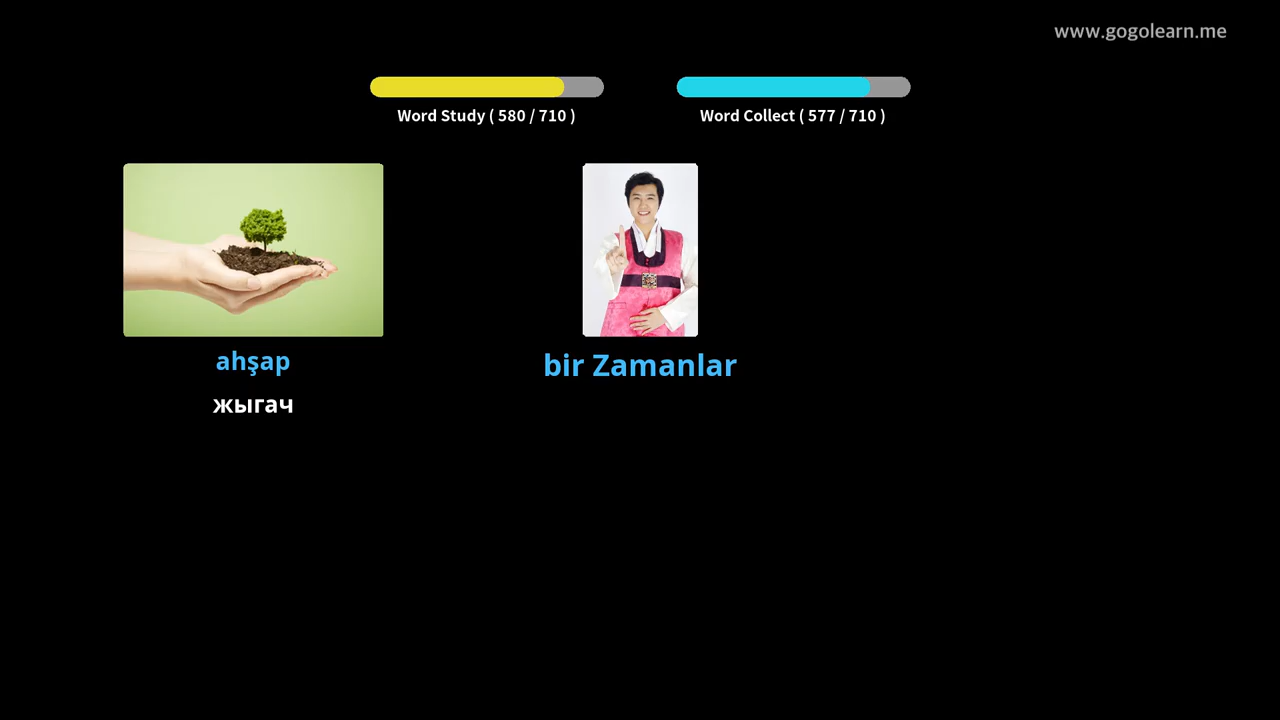 www.gogolearn.me
Word Study ( 580 / 710 )
Word Collect ( 577 / 710 )
ahşap
жыгач
bir Zamanlar